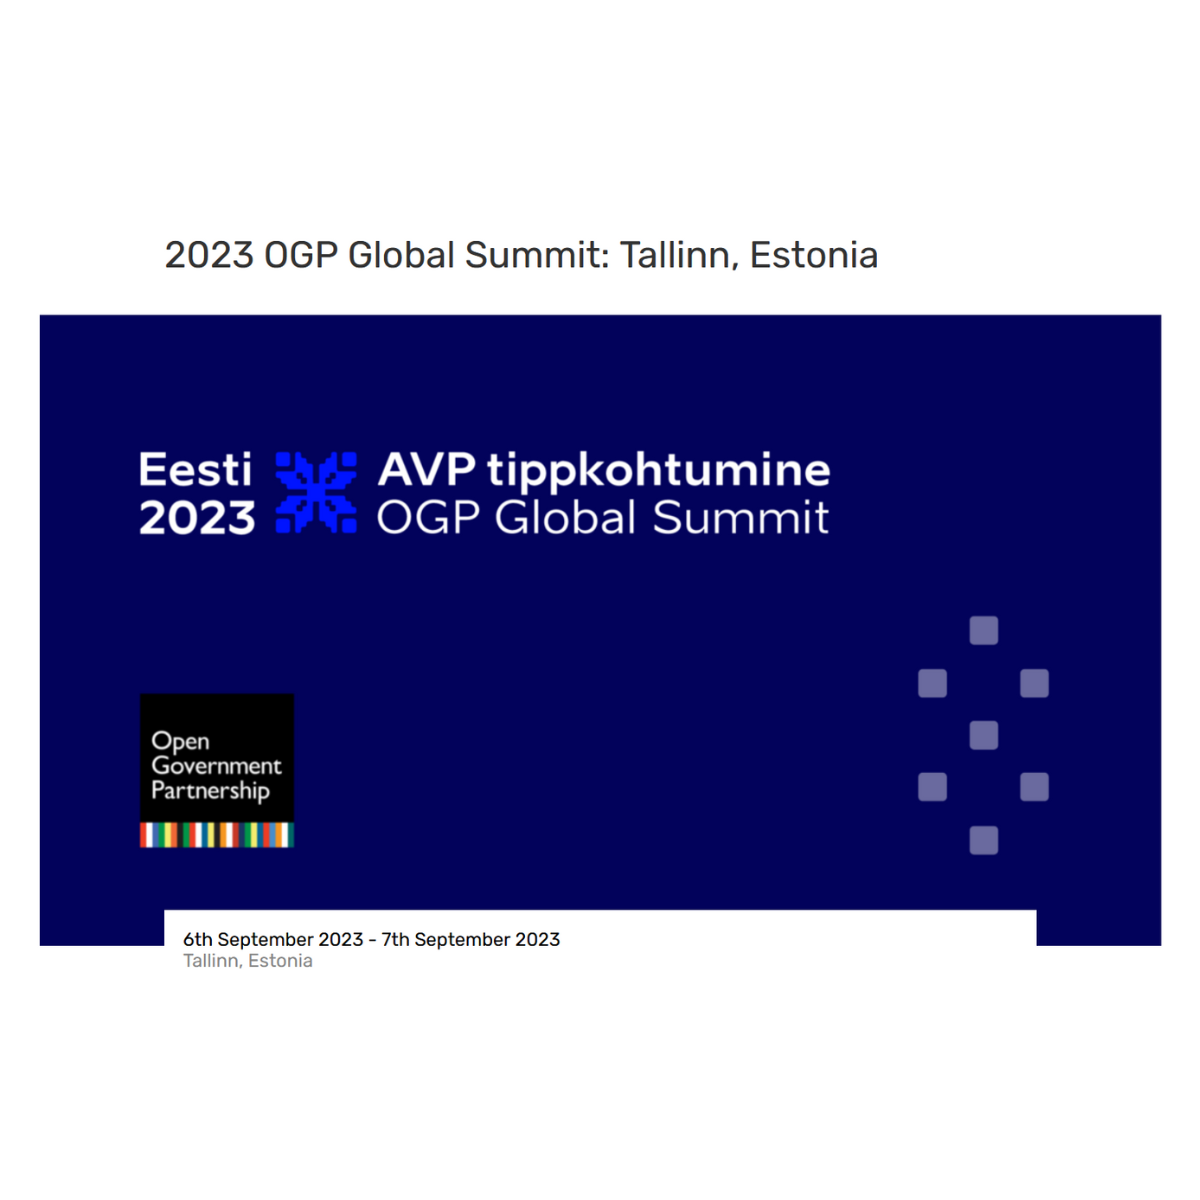 2023 OGP Global Summit: Tallinn, Estonia
Eesti
2023
AVP tippkohtumine
OGP Global Summit
Open
Government
Partnership
6th September 2023 - 7th September 2023
Tallinn, Estonia